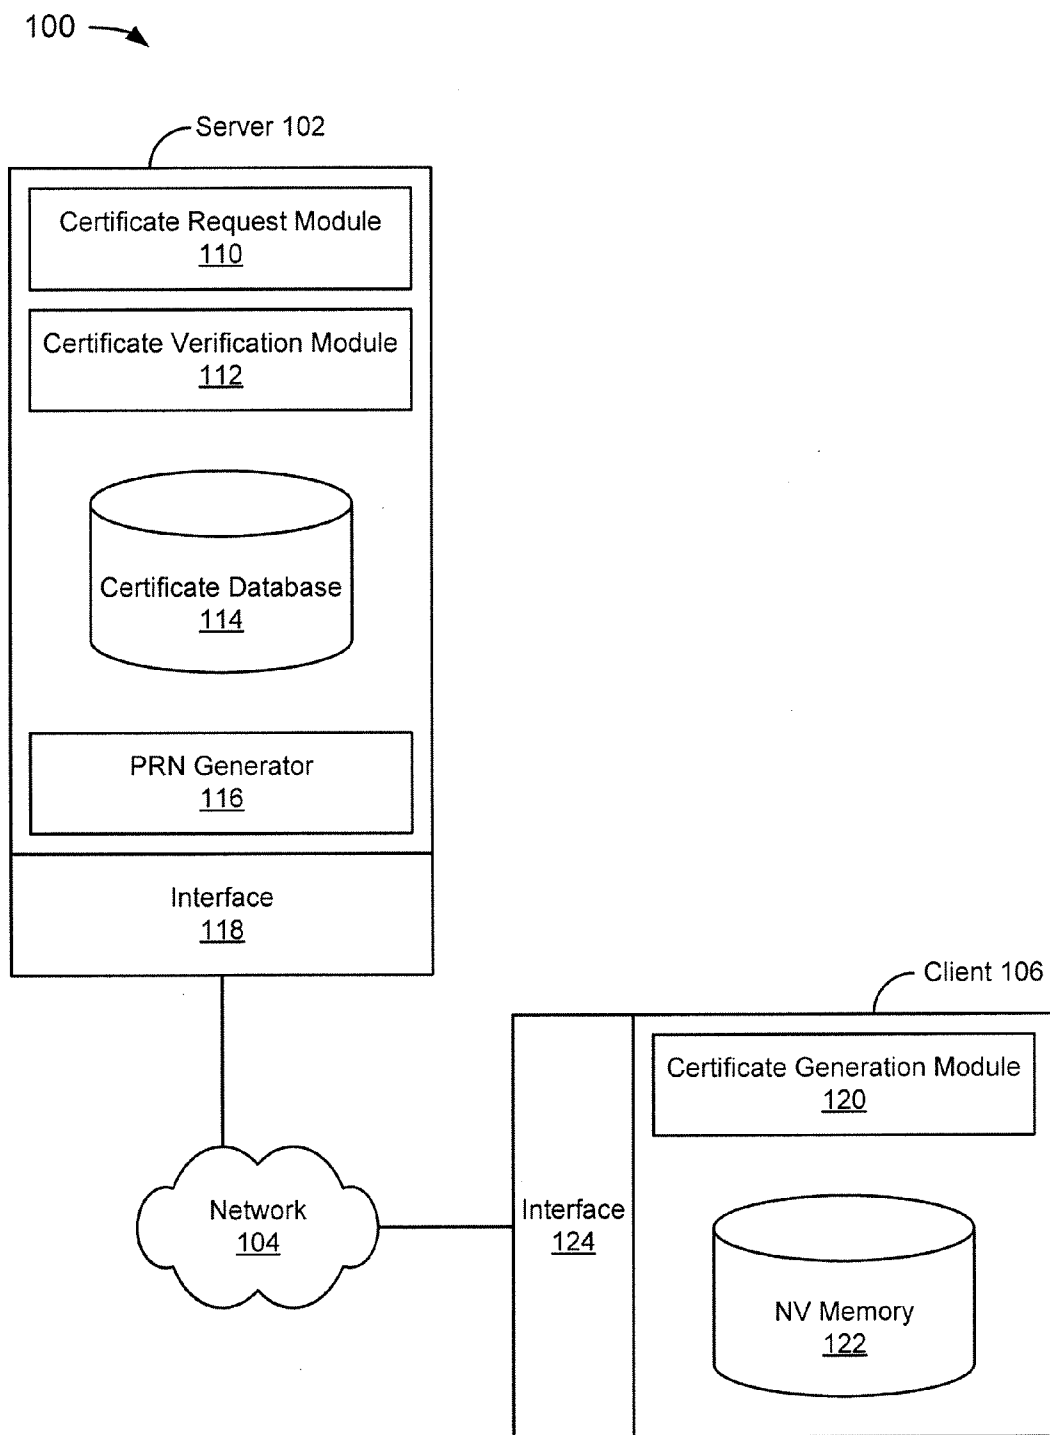 100
Server 102
Certificate Request Module
110
Certificate Verification Module
112
Certificate Database
114
PRN Generator
116
Interface
118
Client 106
Certificate Generation Module
120
Network
104
Interface
124
NV Memory
122